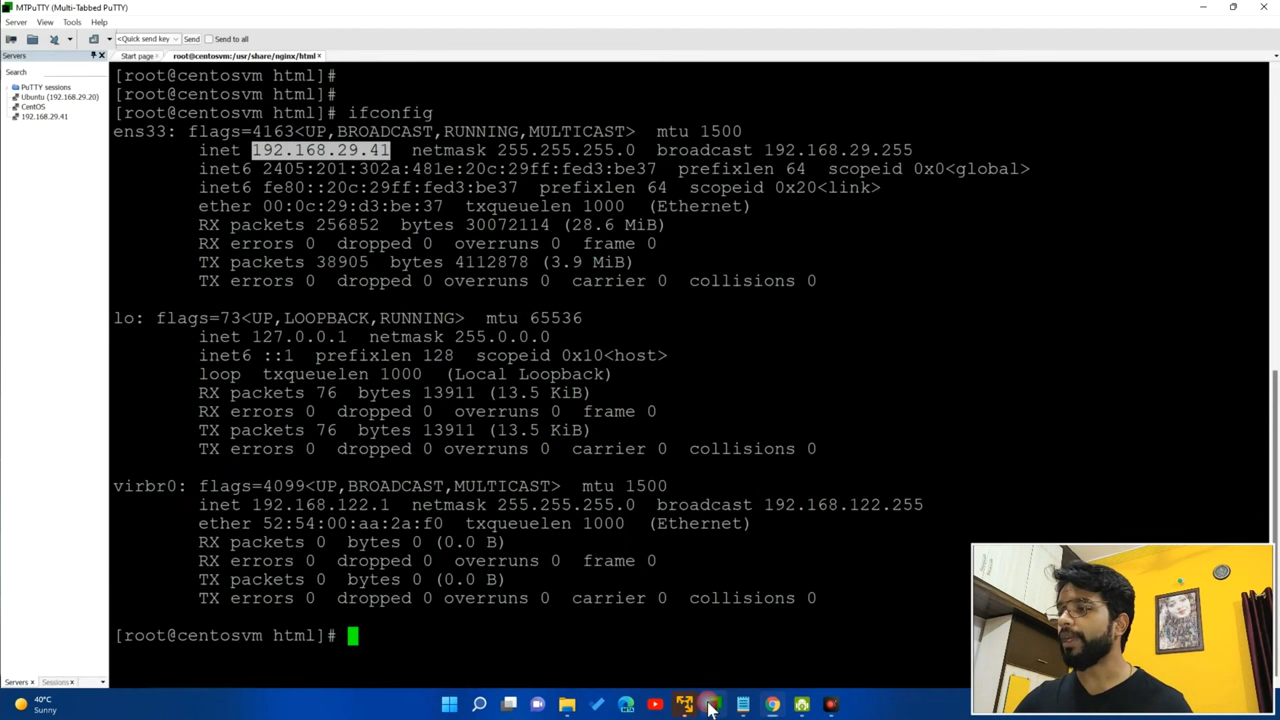 MTPuTTY (Multi-Tabbed PuTTY)
Server View Tools Help
<Quick send key Send Send to all
Servers
Start page
root@centosvm:/usr/share/nginx/html
Search
PuTTY sessions
Ubuntu (192.168.29.20)
CentOS
192.168.29.41
[root@centosvm html]#
[root@centosvm html]#
[root@centosvm html]# ifconfig
ens33: flags=4163<UP,BROADCAST,RUNNING,MULTICAST> mtu 1500
inet 192.168.29.41 netmask 255.255.255.0 broadcast 192.168.29.255
inet6 2405:201:302a:481e:20c:29ff:fed3:be37 prefixlen 64 scopeid 0x0<global>
inet6 fe80::20c:29ff:fed3:be37 prefixlen 64 scopeid 0x20<link>
ether 00:0c:29:d3:be:37 txqueuelen 1000 (Ethernet)
RX packets 256852 bytes 30072114 (28.6 MiB)
RX errors 0 dropped 0 overruns 0 frame 0
TX packets 38905 bytes 4112878 (3.9 MiB)
TX errors 0 dropped 0 overruns 0 carrier 0 collisions 0
lo: flags=73<UP,LOOPBACK,RUNNING> mtu 65536
inet 127.0.0.1 netmask 255.0.0.0
inet6 ::1 prefixlen 128 scopeid 0x10<host>
loop txqueuelen 1000 (Local Loopback)
RX packets 76 bytes 13911 (13.5 KiB)
RX errors 0 dropped 0 overruns 0 frame 0
TX packets 76 bytes 13911 (13.5 KiB)
TX errors 0 dropped 0 overruns 0 carrier 0 collisions 0
virbr0: flags=4099<UP,BROADCAST,MULTICAST> mtu 1500
inet 192.168.122.1 netmask 255.255.255.0 broadcast 192.168.122.255
ether 52:54:00:aa:2a:f0 txqueuelen 1000 (Ethernet)
RX packets 0 bytes 0 (0.0 B)
RX errors 0 dropped 0 overruns 0 frame 0
TX packets 0 bytes 0 (0.0 B)
TX errors 0 dropped 0 overruns 0 carrier 0 collisions 0
[root@centosvm html]#
Servers Sessions
40°C
Sunny